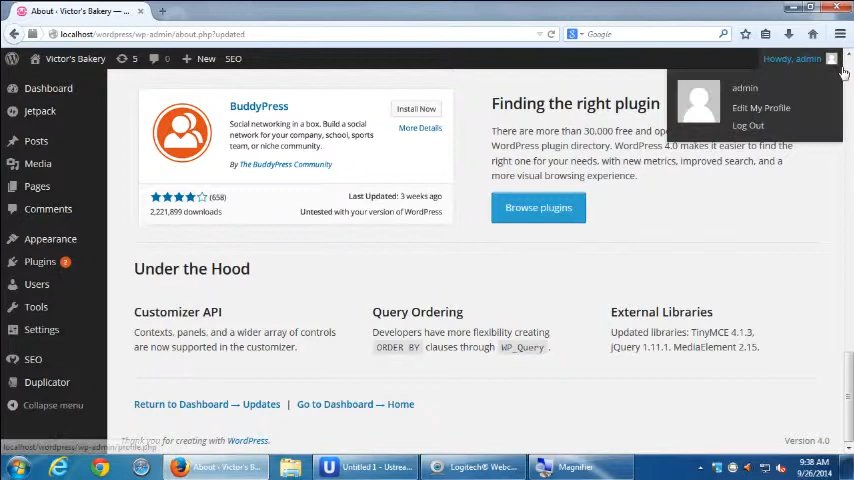 About ‹ Victor's Bakery...
localhost/wordpress/wp-admin/about.php?updated
Google
Victor's Bakery
5
0
New
SEO
Howdy, admin
admin
Edit My Profile
Log Out
Dashboard
Jetpack
Posts
Media
Pages
Comments
Appearance
Plugins 2
Users
Tools
Settings
SEO
Duplicator
Collapse menu
BuddyPress
Install Now
More Details
Social networking in a box. Build a social
network for your company, school, sports
team, or niche community.
By The BuddyPress Community
(658)
2,221,899 downloads
Last Updated: 3 weeks ago
Untested with your version of WordPress
Finding the right plugin
There are more than 30,000 free and
WordPress plugin directory. WordPress 4.0 makes it easier to find the
right one for your needs, with new metrics, improved search, and a
more visual browsing experience.
Browse plugins
Under the Hood
Customizer API
Contexts, panels, and a wider array of controls
are now supported in the customizer.
Query Ordering
Developers have more flexibility creating
ORDER BY clauses through WP_Query.
External Libraries
Updated libraries: TinyMCE 4.1.3,
jQuery 1.11.1, MediaElement 2.15.
Return to Dashboard → Updates | Go to Dashboard → Home
Thank you for creating with WordPress.
Version 4.0
localhost/wordpress/wp-admin/profile.php
About ‹ Victor's Ba...
Untitled 1 - Ustrea...
Logitech® Webc...
Magnifier
9:38 AM
9/26/2014